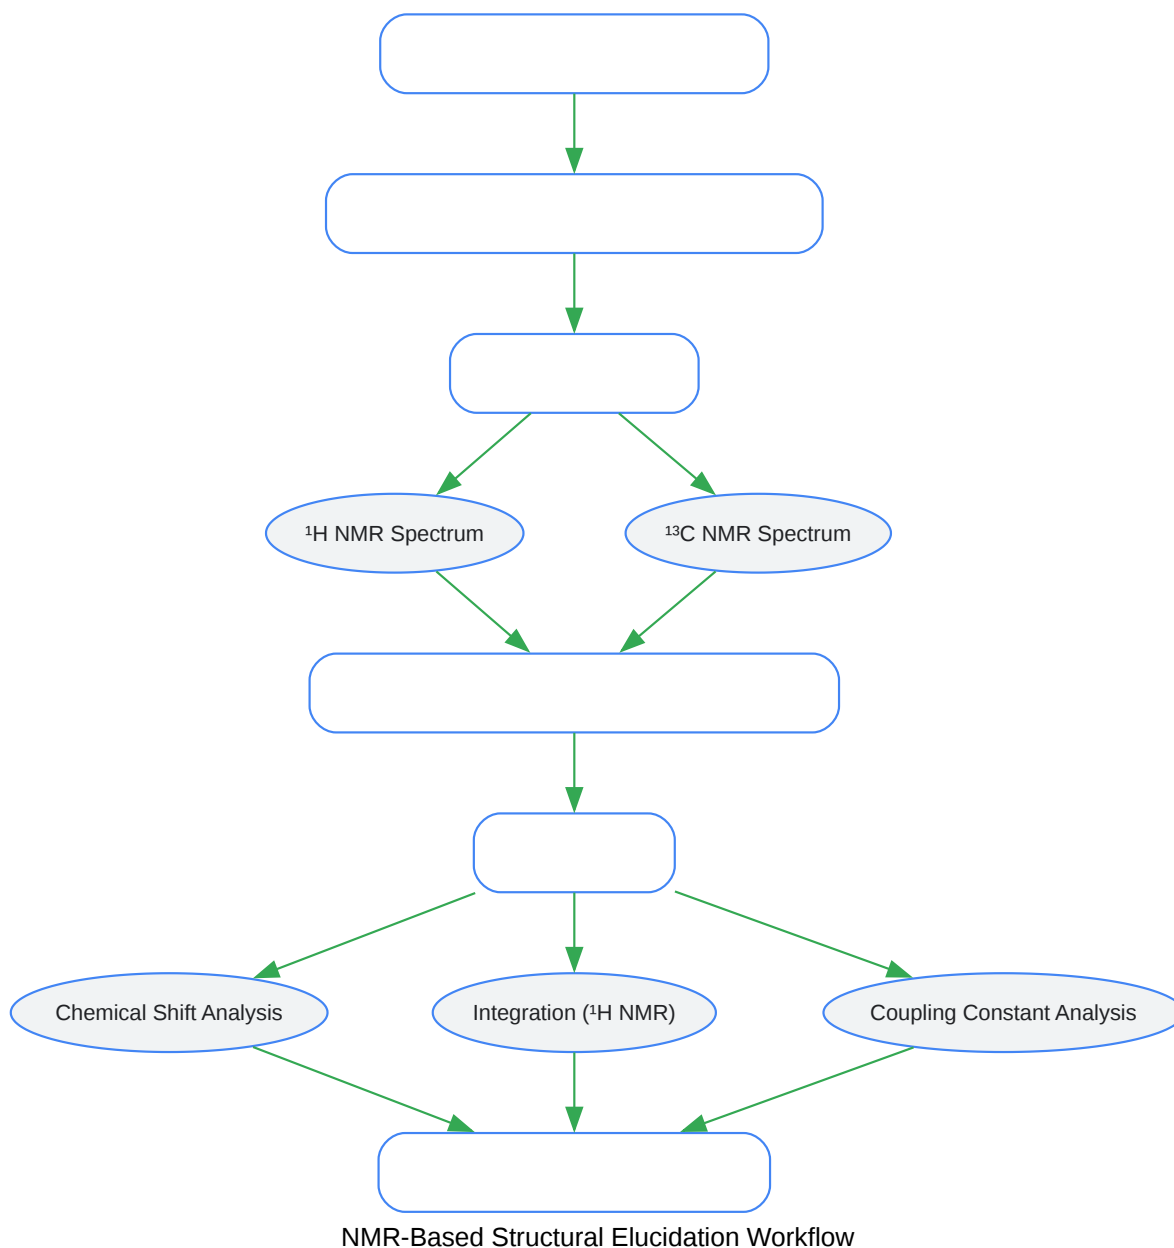 ¹H NMR Spectrum
¹³C NMR Spectrum
Chemical Shift Analysis
Integration (¹H NMR)
Coupling Constant Analysis
NMR-Based Structural Elucidation Workflow